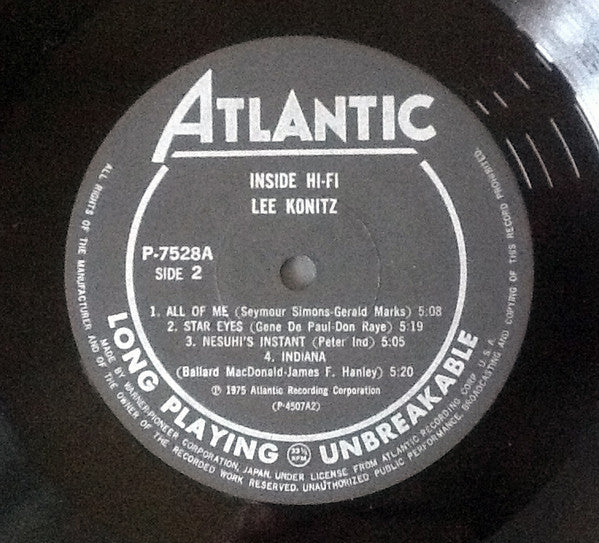 ATLANTIC
INSIDE HI-FI
LEE KONITZ
P-7528A
SIDE 2
1. ALL OF ME (Seymour Simons-Gerald Marks) 5:08
2. STAR EYES (Gene De Paul-Don Raye) 5:19
3. NESUHI'S INSTANT (Peter Ind) 5:05
4. INDIANA
(Ballard MacDonald-James F. Hanley) 5:20
Ⓟ 1975 Atlantic Recording Corporation
(P-4507A2)
LONG PLAYING 33⅓ RPM UNBREAKABLE
MADE BY WARNER-PIONEER CORPORATION, JAPAN, UNDER LICENSE FROM ATLANTIC RECORDING CORP. U.S.A.
ALL RIGHTS OF THE MANUFACTURER AND OF THE OWNER OF THE RECORDED WORK RESERVED. UNAUTHORIZED PUBLIC PERFORMANCE, BROADCASTING AND COPYING OF THIS RECORD PROHIBITED.